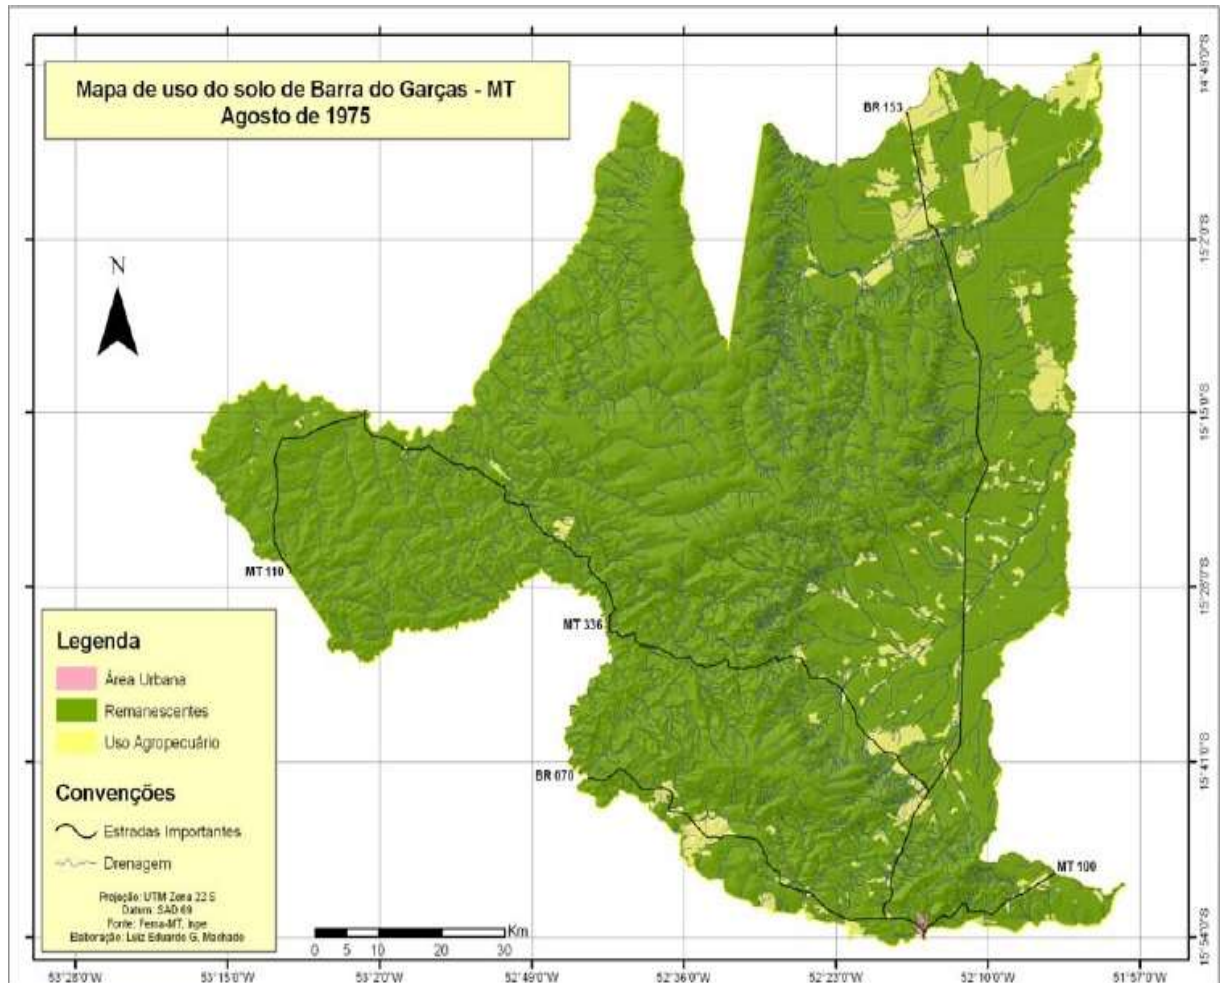 Mapa de uso do solo de Barra do Garças - MT
Agosto de 1975
BR 153
N
MT 110
MT 336
BR 070
MT 100
Legenda
Área Urbana
Remanescentes
Uso Agropecuário
Convenções
Estradas Importantes
Drenagem
Projeção: UTM Zona 22 S
Datum: SAD 69
Fonte: Fema-MT, Inpe
Elaboração: Luiz Eduardo G. Machado
Km
0 5 10 20 30
14°49'0"S
15°2'0"S
15°15'0"S
15°28'0"S
15°41'0"S
15°54'0"S
53°28'0"W 53°15'0"W 53°2'0"W 52°49'0"W 52°36'0"W 52°23'0"W 52°10'0"W 51°57'0"W